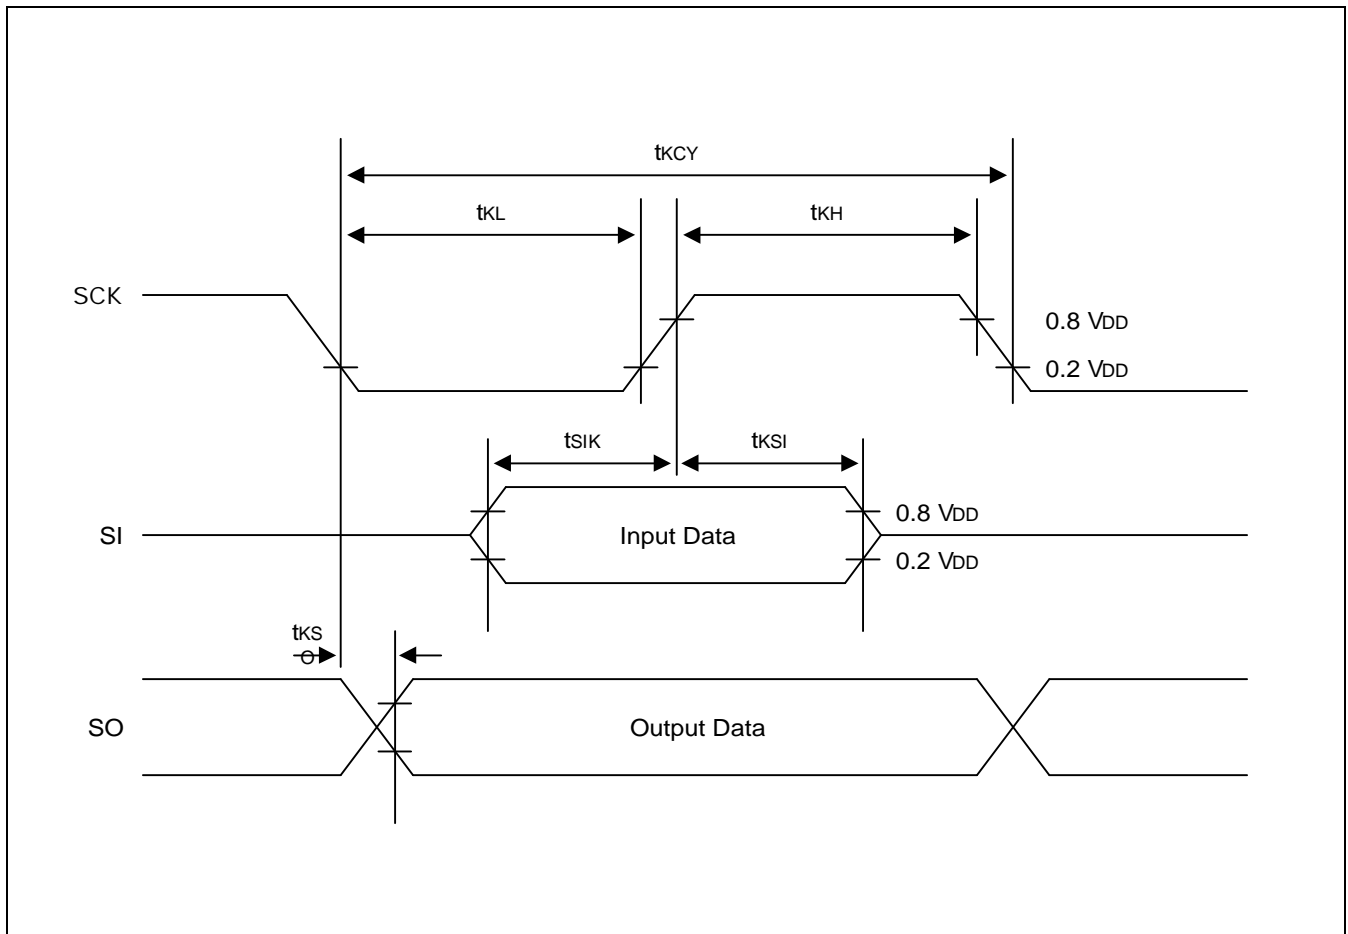 tKCY
tKL
tKH
SCK
0.8 VDD
0.2 VDD
tSIK
tKSI
0.8 VDD
SI
Input Data
0.2 VDD
tKS
O
SO
Output Data